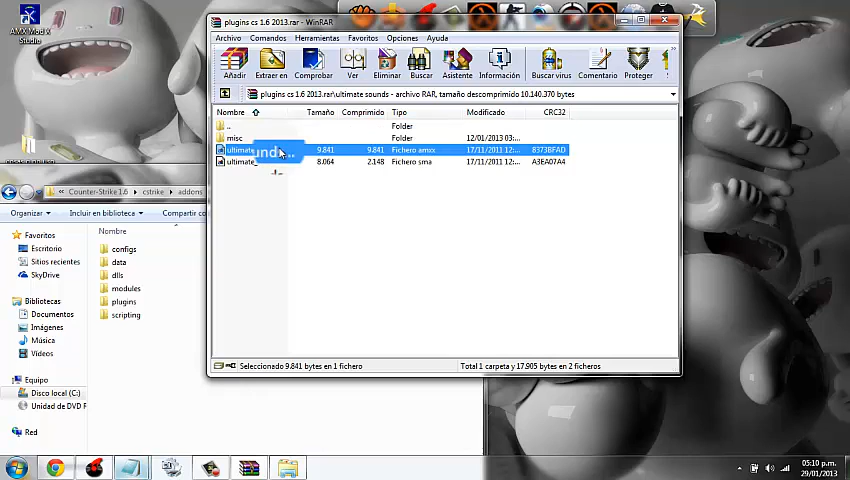 AMX Mod X
Studio
plugins cs 1.6 2013.rar - WinRAR
Archivo Comandos Herramientas Favoritos Opciones Ayuda
Añadir Extraer en Comprobar Ver Eliminar Buscar Asistente Información Buscar virus Comentario Proteger
plugins cs 1.6 2013.rar\ultimate sounds - archivo RAR, tamaño descomprimido 10.140.370 bytes
Nombre Tamaño Comprimido Tipo Modificado CRC32
.. Folder
misc Folder 12/01/2013 03:...
ultimate 9.841 9.841 Fichero amxx 17/11/2011 12:... 8373BFAD
ultimate_ 8.064 2.148 Fichero sma 17/11/2011 12:... A3EA07A4
Seleccionado 9.841 bytes en 1 fichero Total 1 carpeta y 17.905 bytes en 2 ficheros
Counter-Strike 1.6 cstrike addons
Organizar Incluir en biblioteca Compartir co
Nombre
Favoritos
Escritorio
Sitios recientes
SkyDrive
Bibliotecas
Documentos
Imágenes
Música
Vídeos
Equipo
Disco local (C:)
Unidad de DVD F
Red
configs
data
dlls
modules
plugins
scripting
05:10 p.m.
29/01/2013